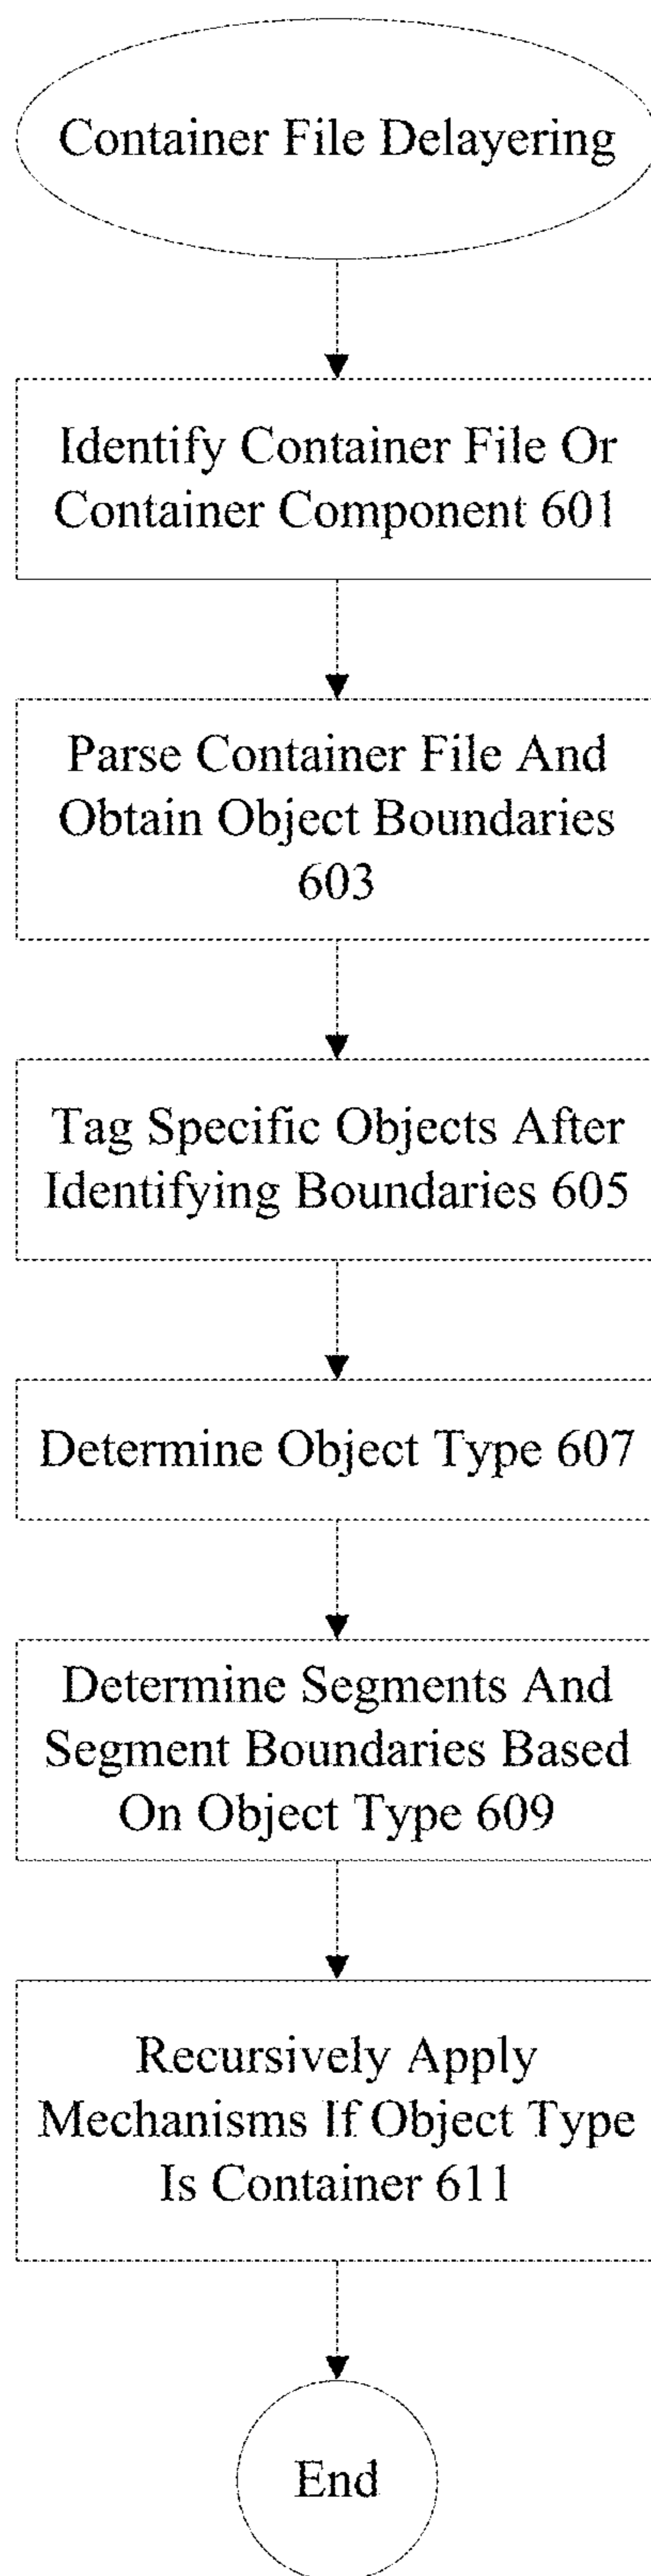 Container File Delayering
Identify Container File Or
Container Component 601
Parse Container File And
Obtain Object Boundaries
603
Tag Specific Objects After
Identifying Boundaries 605
Determine Object Type 607
Determine Segments And
Segment Boundaries Based
On Object Type 609
Recursively Apply
Mechanisms If Object Type
Is Container 611
End